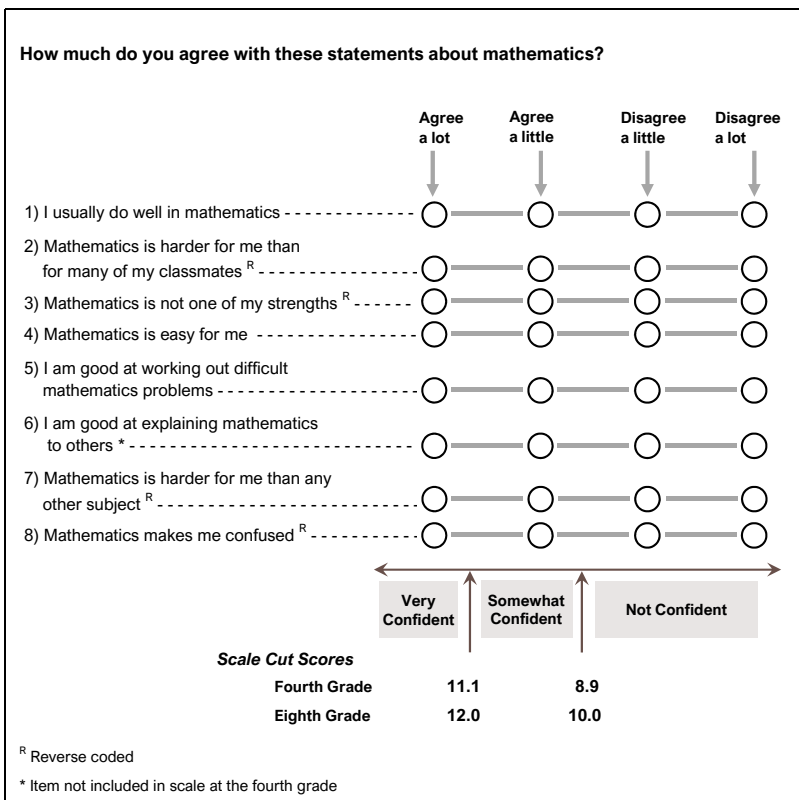 How much do you agree with these statements about mathematics?
Agree a lot
Agree a little
Disagree a little
Disagree a lot
1) I usually do well in mathematics
2) Mathematics is harder for me than
for many of my classmates R
3) Mathematics is not one of my strengths R
4) Mathematics is easy for me
5) I am good at working out difficult
mathematics problems
6) I am good at explaining mathematics
to others *
7) Mathematics is harder for me than any
other subject R
8) Mathematics makes me confused R
Very Confident
Somewhat Confident
Not Confident
Scale Cut Scores
Fourth Grade 11.1 8.9
Eighth Grade 12.0 10.0
R Reverse coded
* Item not included in scale at the fourth grade